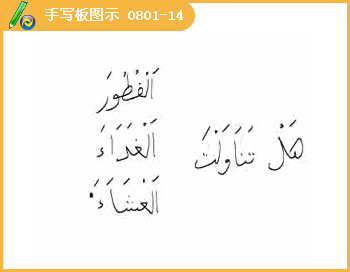 手写板图示 0801-14
اَلْفُطُورَ
هَلْ تَنَاوَلْتَ اَلْغَدَاءَ
اَلْعَشَاءَ